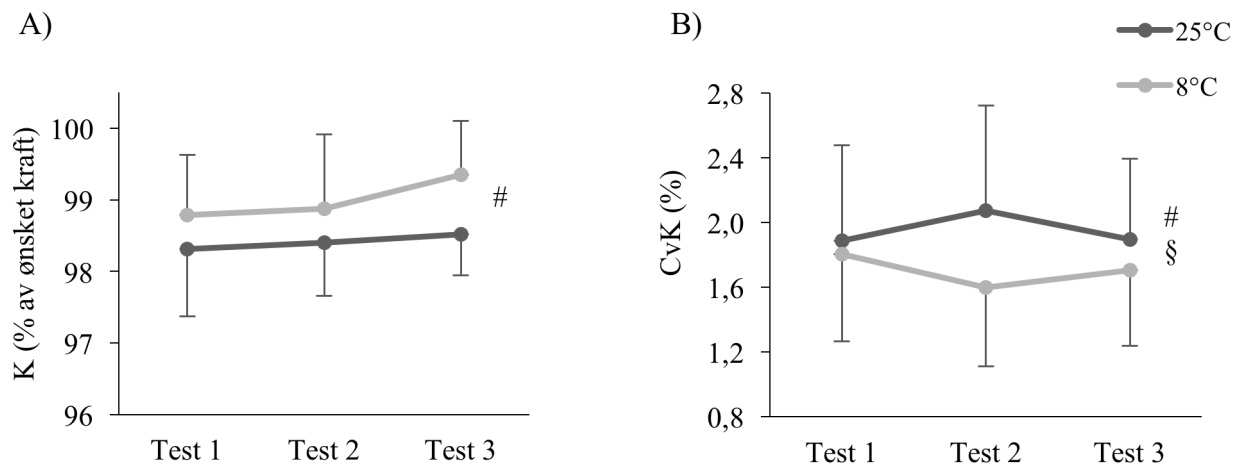 A)
K (% av ønsket kraft)
100
99
98
97
96
#
Test 1 Test 2 Test 3
B)
25°C
8°C
CvK (%)
2,8
2,4
2,0
1,6
1,2
0,8
#
§
Test 1 Test 2 Test 3